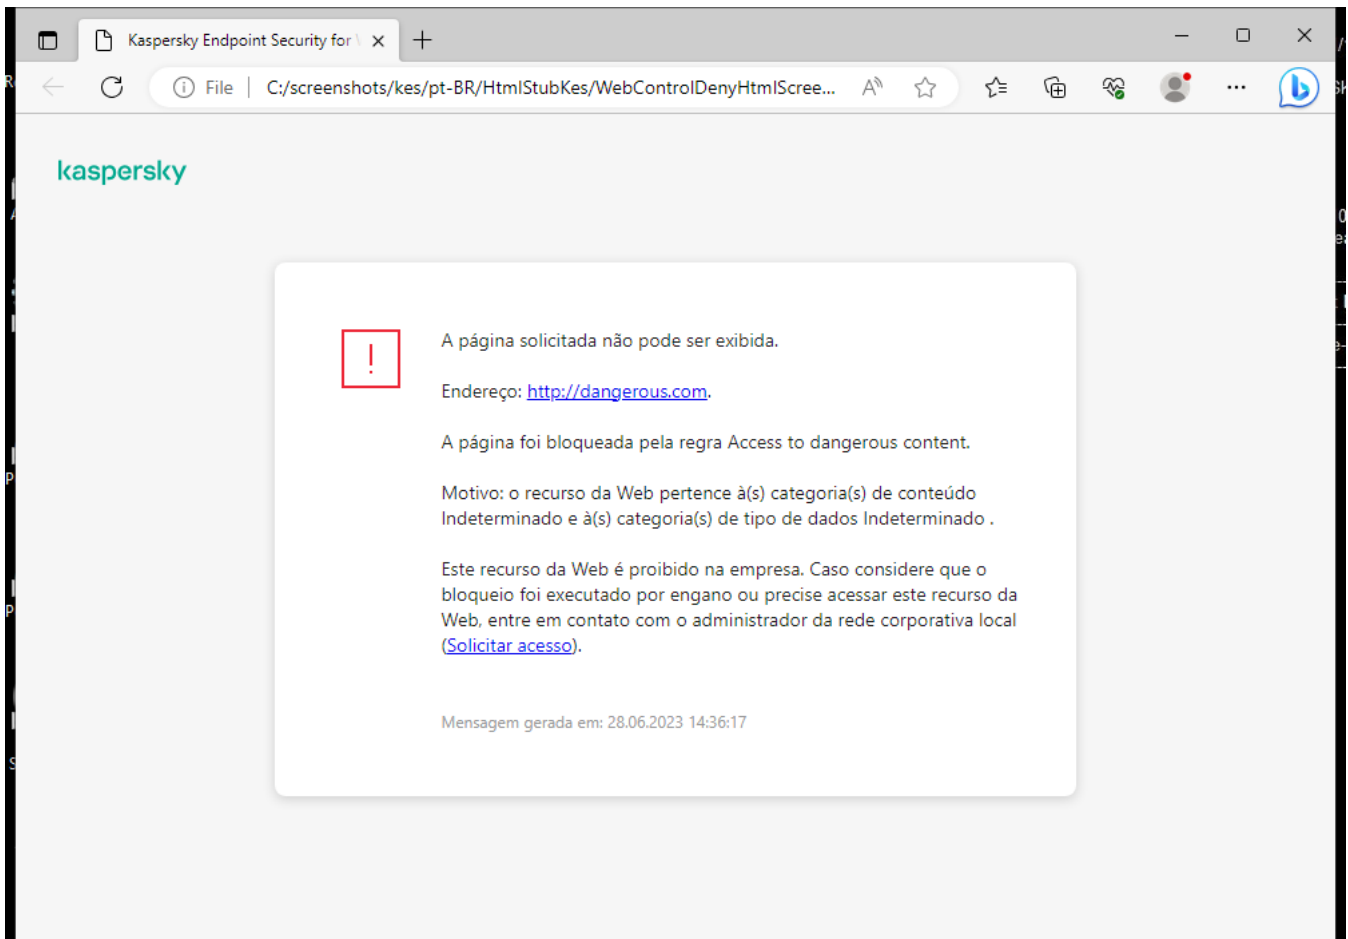 Kaspersky Endpoint Security for
File
C:/screenshots/kes/pt-BR/HtmlStubKes/WebControlDenyHtmlScree...
kaspersky
A página solicitada não pode ser exibida.
Endereço: http://dangerous.com.
A página foi bloqueada pela regra Access to dangerous content.
Motivo: o recurso da Web pertence à(s) categoria(s) de conteúdo
Indeterminado e à(s) categoria(s) de tipo de dados Indeterminado .
Este recurso da Web é proibido na empresa. Caso considere que o
bloqueio foi executado por engano ou precise acessar este recurso da
Web, entre em contato com o administrador da rede corporativa local
(Solicitar acesso).
Mensagem gerada em: 28.06.2023 14:36:17